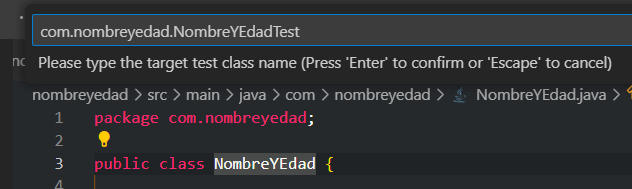 com.nombreyedad.NombreYEdadTest
Please type the target test class name (Press 'Enter' to confirm or 'Escape' to cancel)
nombreyedad > src > main > java > com > nombreyedad > NombreYEdad.java >
1 package com.nombreyedad;
2
3 public class NombreYEdad {
4